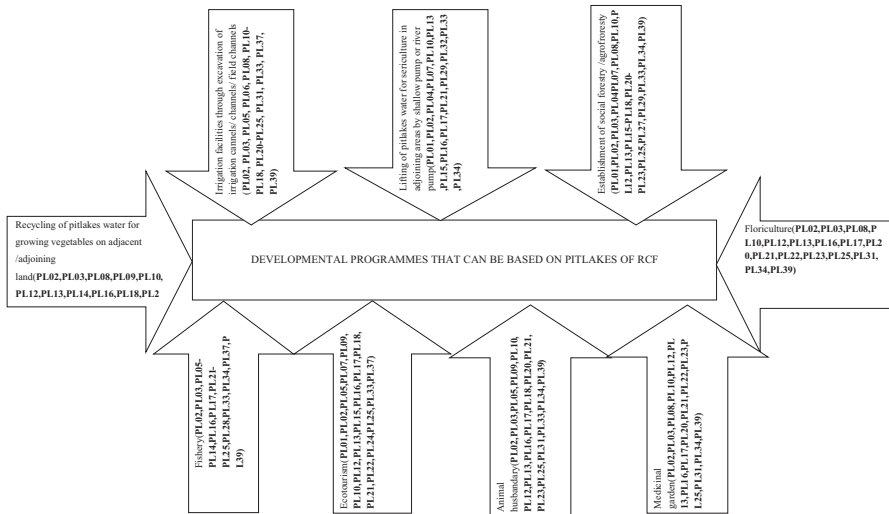 Irrigation facilities through excavation of
irrigation cannels/ channels/ field channels
(PL02, PL03, PL05, PL06, PL08, PL10-
PL18, PL20-PL25, PL31, PL33, PL37,
PL39)
Lifting of pitlakes water for sericulture in
adjoining areas by shallow pump or river
pump(PL01,PL02,PL04,PL07,PL10,PL13
,PL15,PL16,PL17,PL21,PL29,PL32,PL33
,PL34)
Establishment of social forestry /agrofroresty
(PL01,PL02,PL03,PL04PL07,PL08,PL10,P
L12,PL13,PL15-PL18,PL20-
PL23,PL25,PL27,PL29,PL33,PL34,PL39)
Recycling of pitlakes water for
growing vegetables on adjacent
/adjoining
land(PL02,PL03,PL08,PL09,PL10,
PL12,PL13,PL14,PL16,PL18,PL2
DEVELOPMENTAL PROGRAMMES THAT CAN BE BASED ON PITLAKES OF RCF
Floriculture(PL02,PL03,PL08,P
L10,PL12,PL13,PL16,PL17,PL2
0,PL21,PL22,PL23,PL25,PL31,
PL34,PL39)
Fishery(PL02,PL03,PL05-
PL14,PL16,PL17,PL21-
PL25,PL28,PL33,PL34,PL37,P
L39)
Ecotourism(PL01,PL02,PL05,PL07,PL09,
PL10,PL12,PL13,PL15,PL16,PL17,PL18,
PL21,PL22,PL24,PL25,PL33,PL37)
Animal
husbandary(PL02,PL03,PL05,PL09,PL10,
PL12,PL13,PL16,PL17,PL18,PL20,PL21,
PL23,PL25,PL31,PL33,PL34,PL39)
Medicinal
garden(PL02,PL03,PL08,PL10,PL12,PL
13,PL16,PL17,PL20,PL21,PL22,PL23,P
L25,PL31,PL34,PL39)